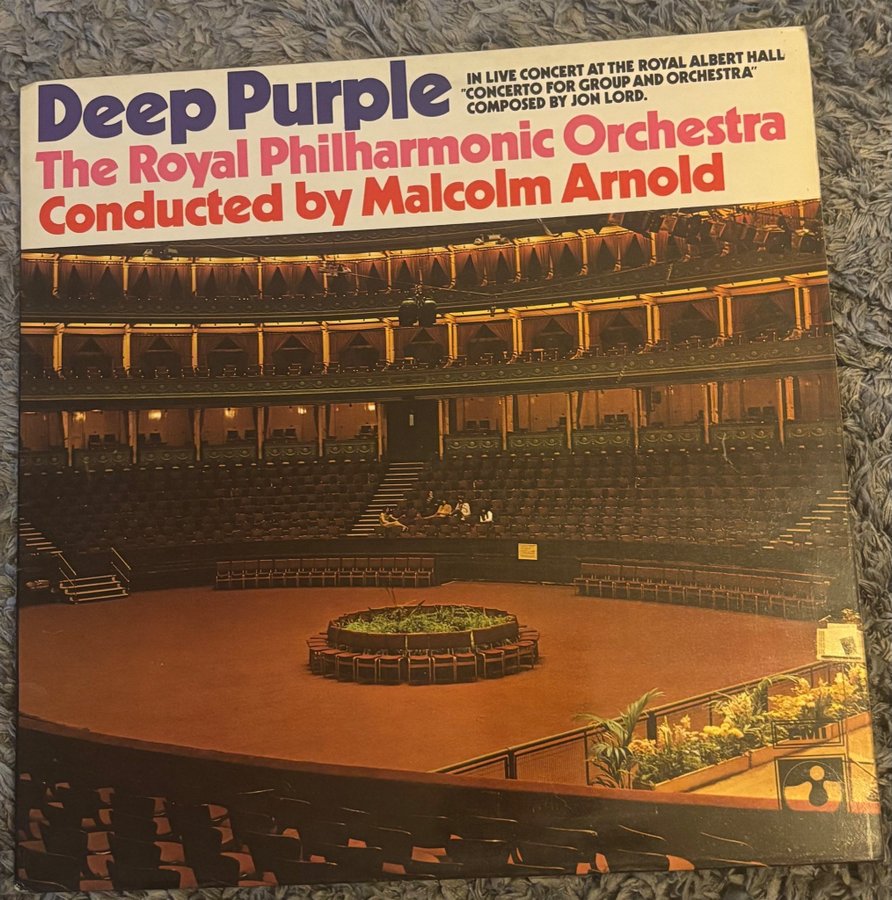 Deep Purple
IN LIVE CONCERT AT THE ROYAL ALBERT HALL
"CONCERTO FOR GROUP AND ORCHESTRA"
COMPOSED BY JON LORD.
The Royal Philharmonic Orchestra
Conducted by Malcolm Arnold
EMI